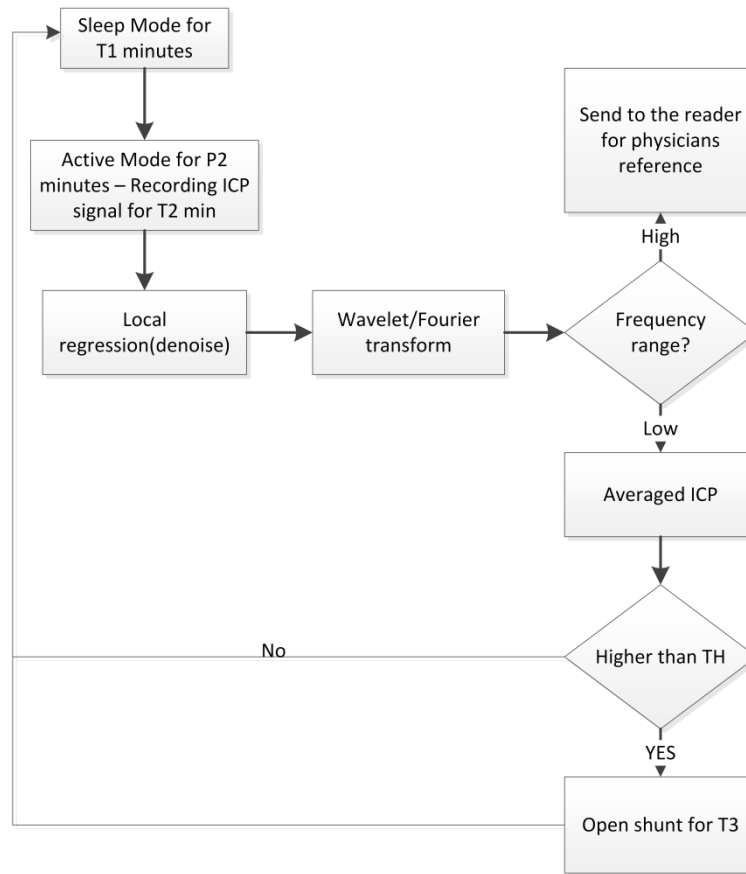 Sleep Mode for
T1 minutes
Active Mode for P2
minutes – Recording ICP
signal for T2 min
Local
regression(denoise)
Wavelet/Fourier
transform
Frequency
range?
High
Send to the reader
for physicians
reference
Low
Averaged ICP
Higher than TH
No
YES
Open shunt for T3